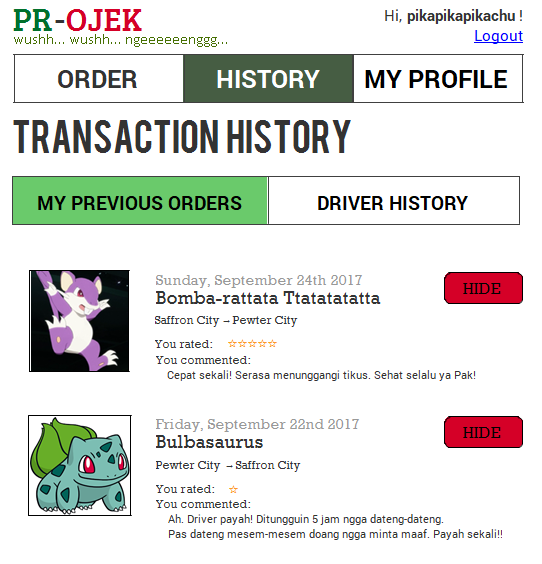 PR-OJEK
wushh... wushh... ngeeeeeenggg...
Hi, pikapikapikachu !
Logout
ORDER
HISTORY
MY PROFILE
TRANSACTION HISTORY
MY PREVIOUS ORDERS
DRIVER HISTORY
Sunday, September 24th 2017
HIDE
Bomba-rattata Ttatatatatta
Saffron City → Pewter City
You rated: ☆☆☆☆☆
You commented:
Cepat sekali! Serasa menunggangi tikus. Sehat selalu ya Pak!
Friday, September 22nd 2017
HIDE
Bulbasaurus
Pewter City → Saffron City
You rated: ☆
You commented:
Ah. Driver payah! Ditungguin 5 jam ngga dateng-dateng.
Pas dateng mesem-mesem doang ngga minta maaf. Payah sekali!!